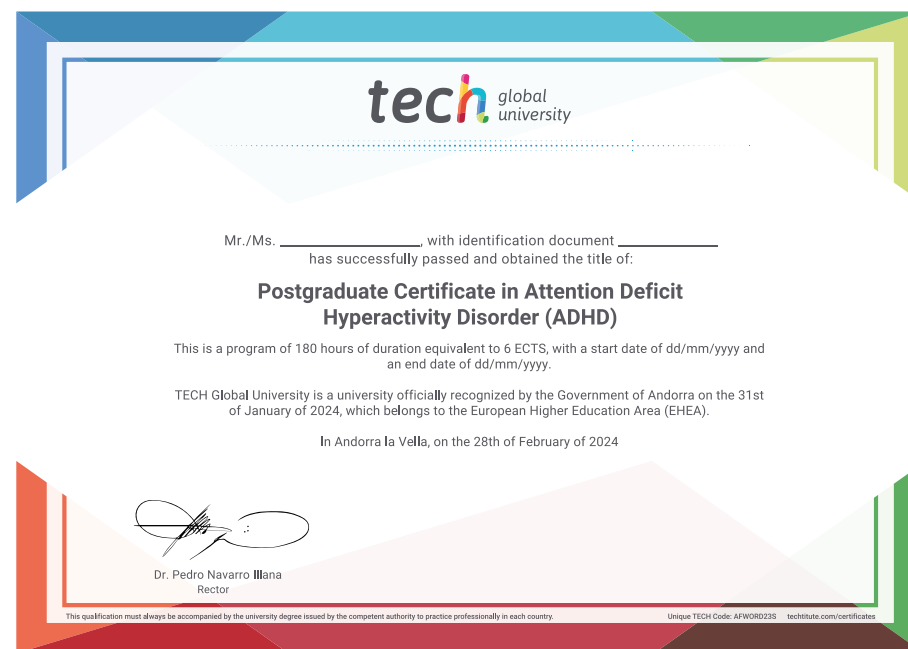 tech global university
Mr./Ms. ____________, with identification document ____________
has successfully passed and obtained the title of:
Postgraduate Certificate in Attention Deficit
Hyperactivity Disorder (ADHD)
This is a program of 180 hours of duration equivalent to 6 ECTS, with a start date of dd/mm/yyyy and
an end date of dd/mm/yyyy.
TECH Global University is a university officially recognized by the Government of Andorra on the 31st
of January of 2024, which belongs to the European Higher Education Area (EHEA).
In Andorra la Vella, on the 28th of February of 2024
Dr. Pedro Navarro Illana
Rector
This qualification must always be accompanied by the university degree issued by the competent authority to practice professionally in each country.
Unique TECH Code: AFWORD23S techtitute.com/certificates